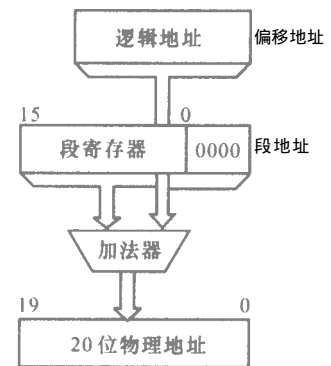 逻辑地址 偏移地址
15 0
段寄存器 0000 段地址
加法器
19 0
20位物理地址